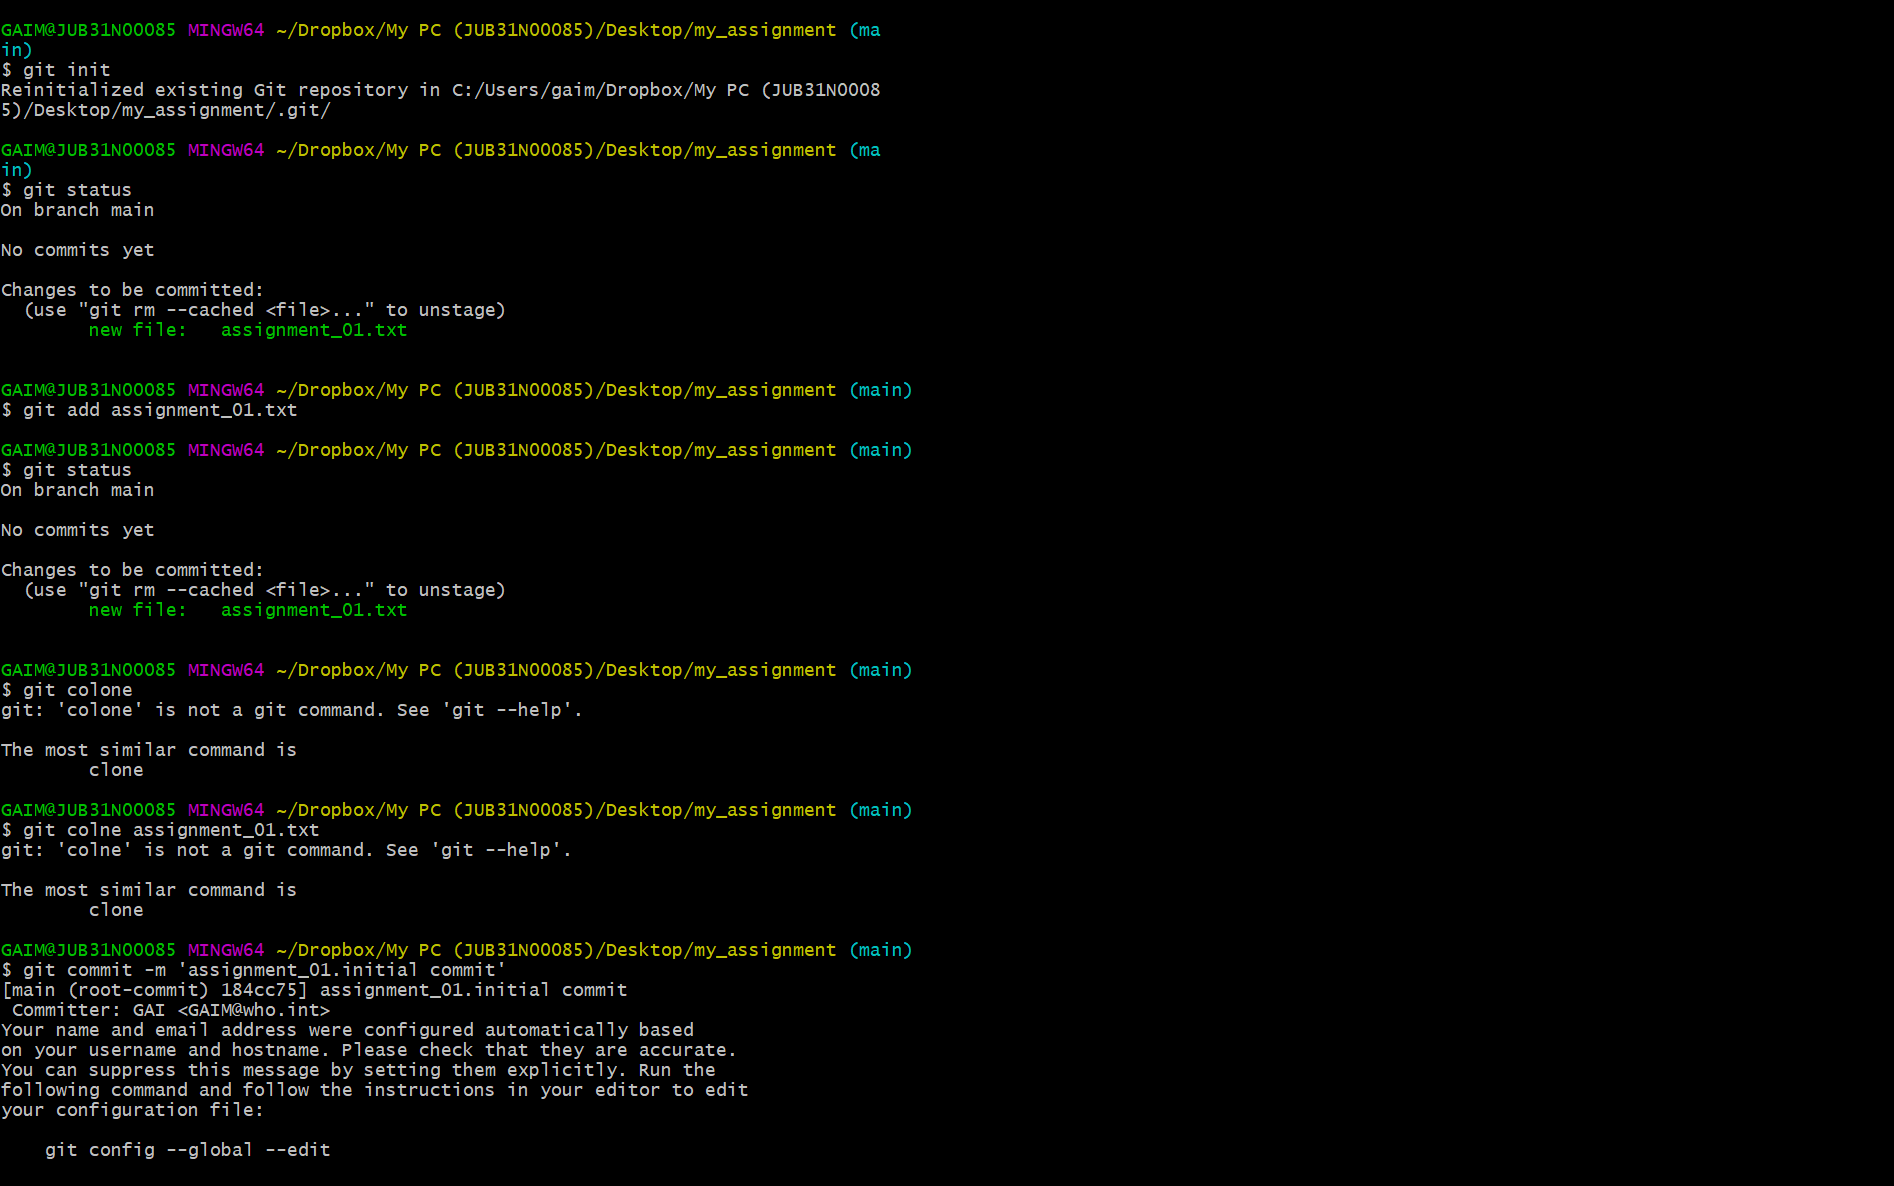 GAIM@JUB31N00085 MINGW64 ~/Dropbox/My PC (JUB31N00085)/Desktop/my_assignment (ma
in)
$ git init
Reinitialized existing Git repository in C:/Users/gaim/Dropbox/My PC (JUB31N0008
5)/Desktop/my_assignment/.git/

GAIM@JUB31N00085 MINGW64 ~/Dropbox/My PC (JUB31N00085)/Desktop/my_assignment (ma
in)
$ git status
On branch main

No commits yet

Changes to be committed:
  (use "git rm --cached <file>..." to unstage)
        new file:   assignment_01.txt

GAIM@JUB31N00085 MINGW64 ~/Dropbox/My PC (JUB31N00085)/Desktop/my_assignment (main)
$ git add assignment_01.txt

GAIM@JUB31N00085 MINGW64 ~/Dropbox/My PC (JUB31N00085)/Desktop/my_assignment (main)
$ git status
On branch main

No commits yet

Changes to be committed:
  (use "git rm --cached <file>..." to unstage)
        new file:   assignment_01.txt

GAIM@JUB31N00085 MINGW64 ~/Dropbox/My PC (JUB31N00085)/Desktop/my_assignment (main)
$ git colone
git: 'colone' is not a git command. See 'git --help'.

The most similar command is
        clone

GAIM@JUB31N00085 MINGW64 ~/Dropbox/My PC (JUB31N00085)/Desktop/my_assignment (main)
$ git colne assignment_01.txt
git: 'colne' is not a git command. See 'git --help'.

The most similar command is
        clone

GAIM@JUB31N00085 MINGW64 ~/Dropbox/My PC (JUB31N00085)/Desktop/my_assignment (main)
$ git commit -m 'assignment_01.initial commit'
[main (root-commit) 184cc75] assignment_01.initial commit
 Committer: GAI <GAIM@who.int>
Your name and email address were configured automatically based
on your username and hostname. Please check that they are accurate.
You can suppress this message by setting them explicitly. Run the
following command and follow the instructions in your editor to edit
your configuration file:

    git config --global --edit